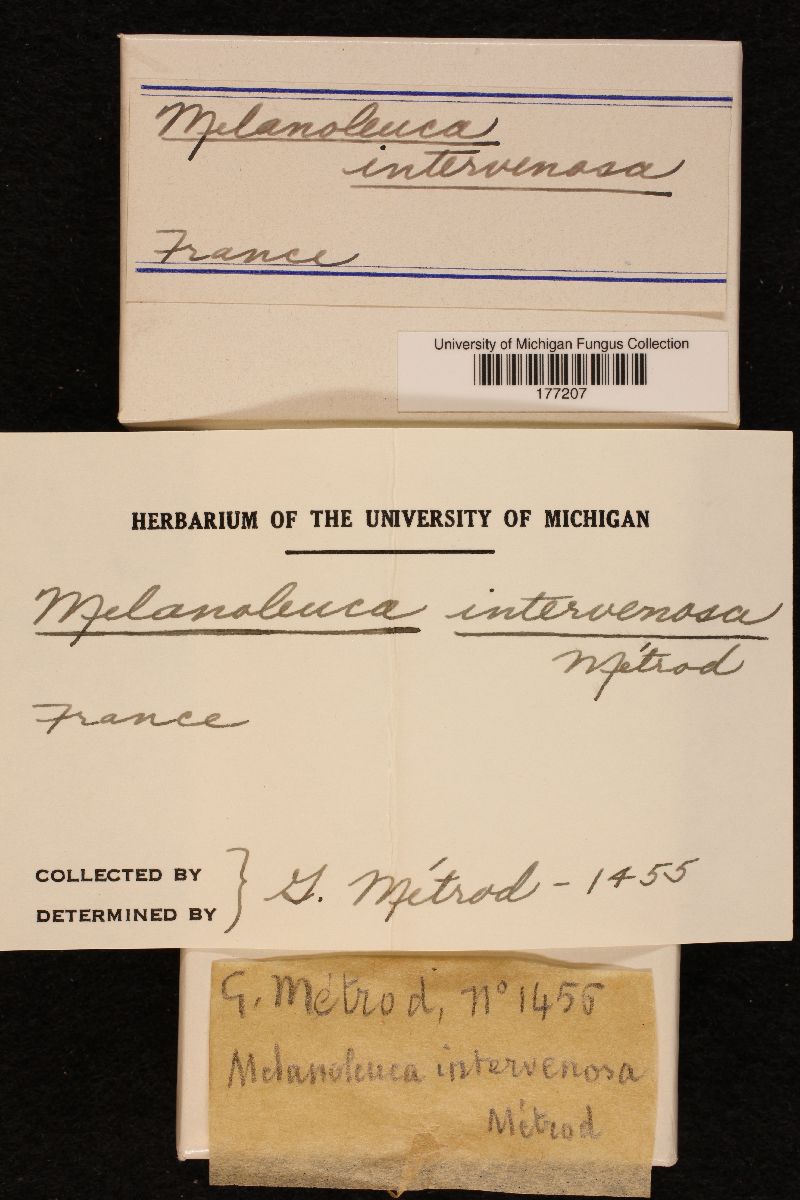 Melanoleuca
intervenosa
France
University of Michigan Fungus Collection
177207
HERBARIUM OF THE UNIVERSITY OF MICHIGAN
Melanoleuca intervenosa
Métrod
France
COLLECTED BY
DETERMINED BY } G. Métrod - 1455
G. Métrod, n° 1455
Melanoleuca intervenosa
Métrod